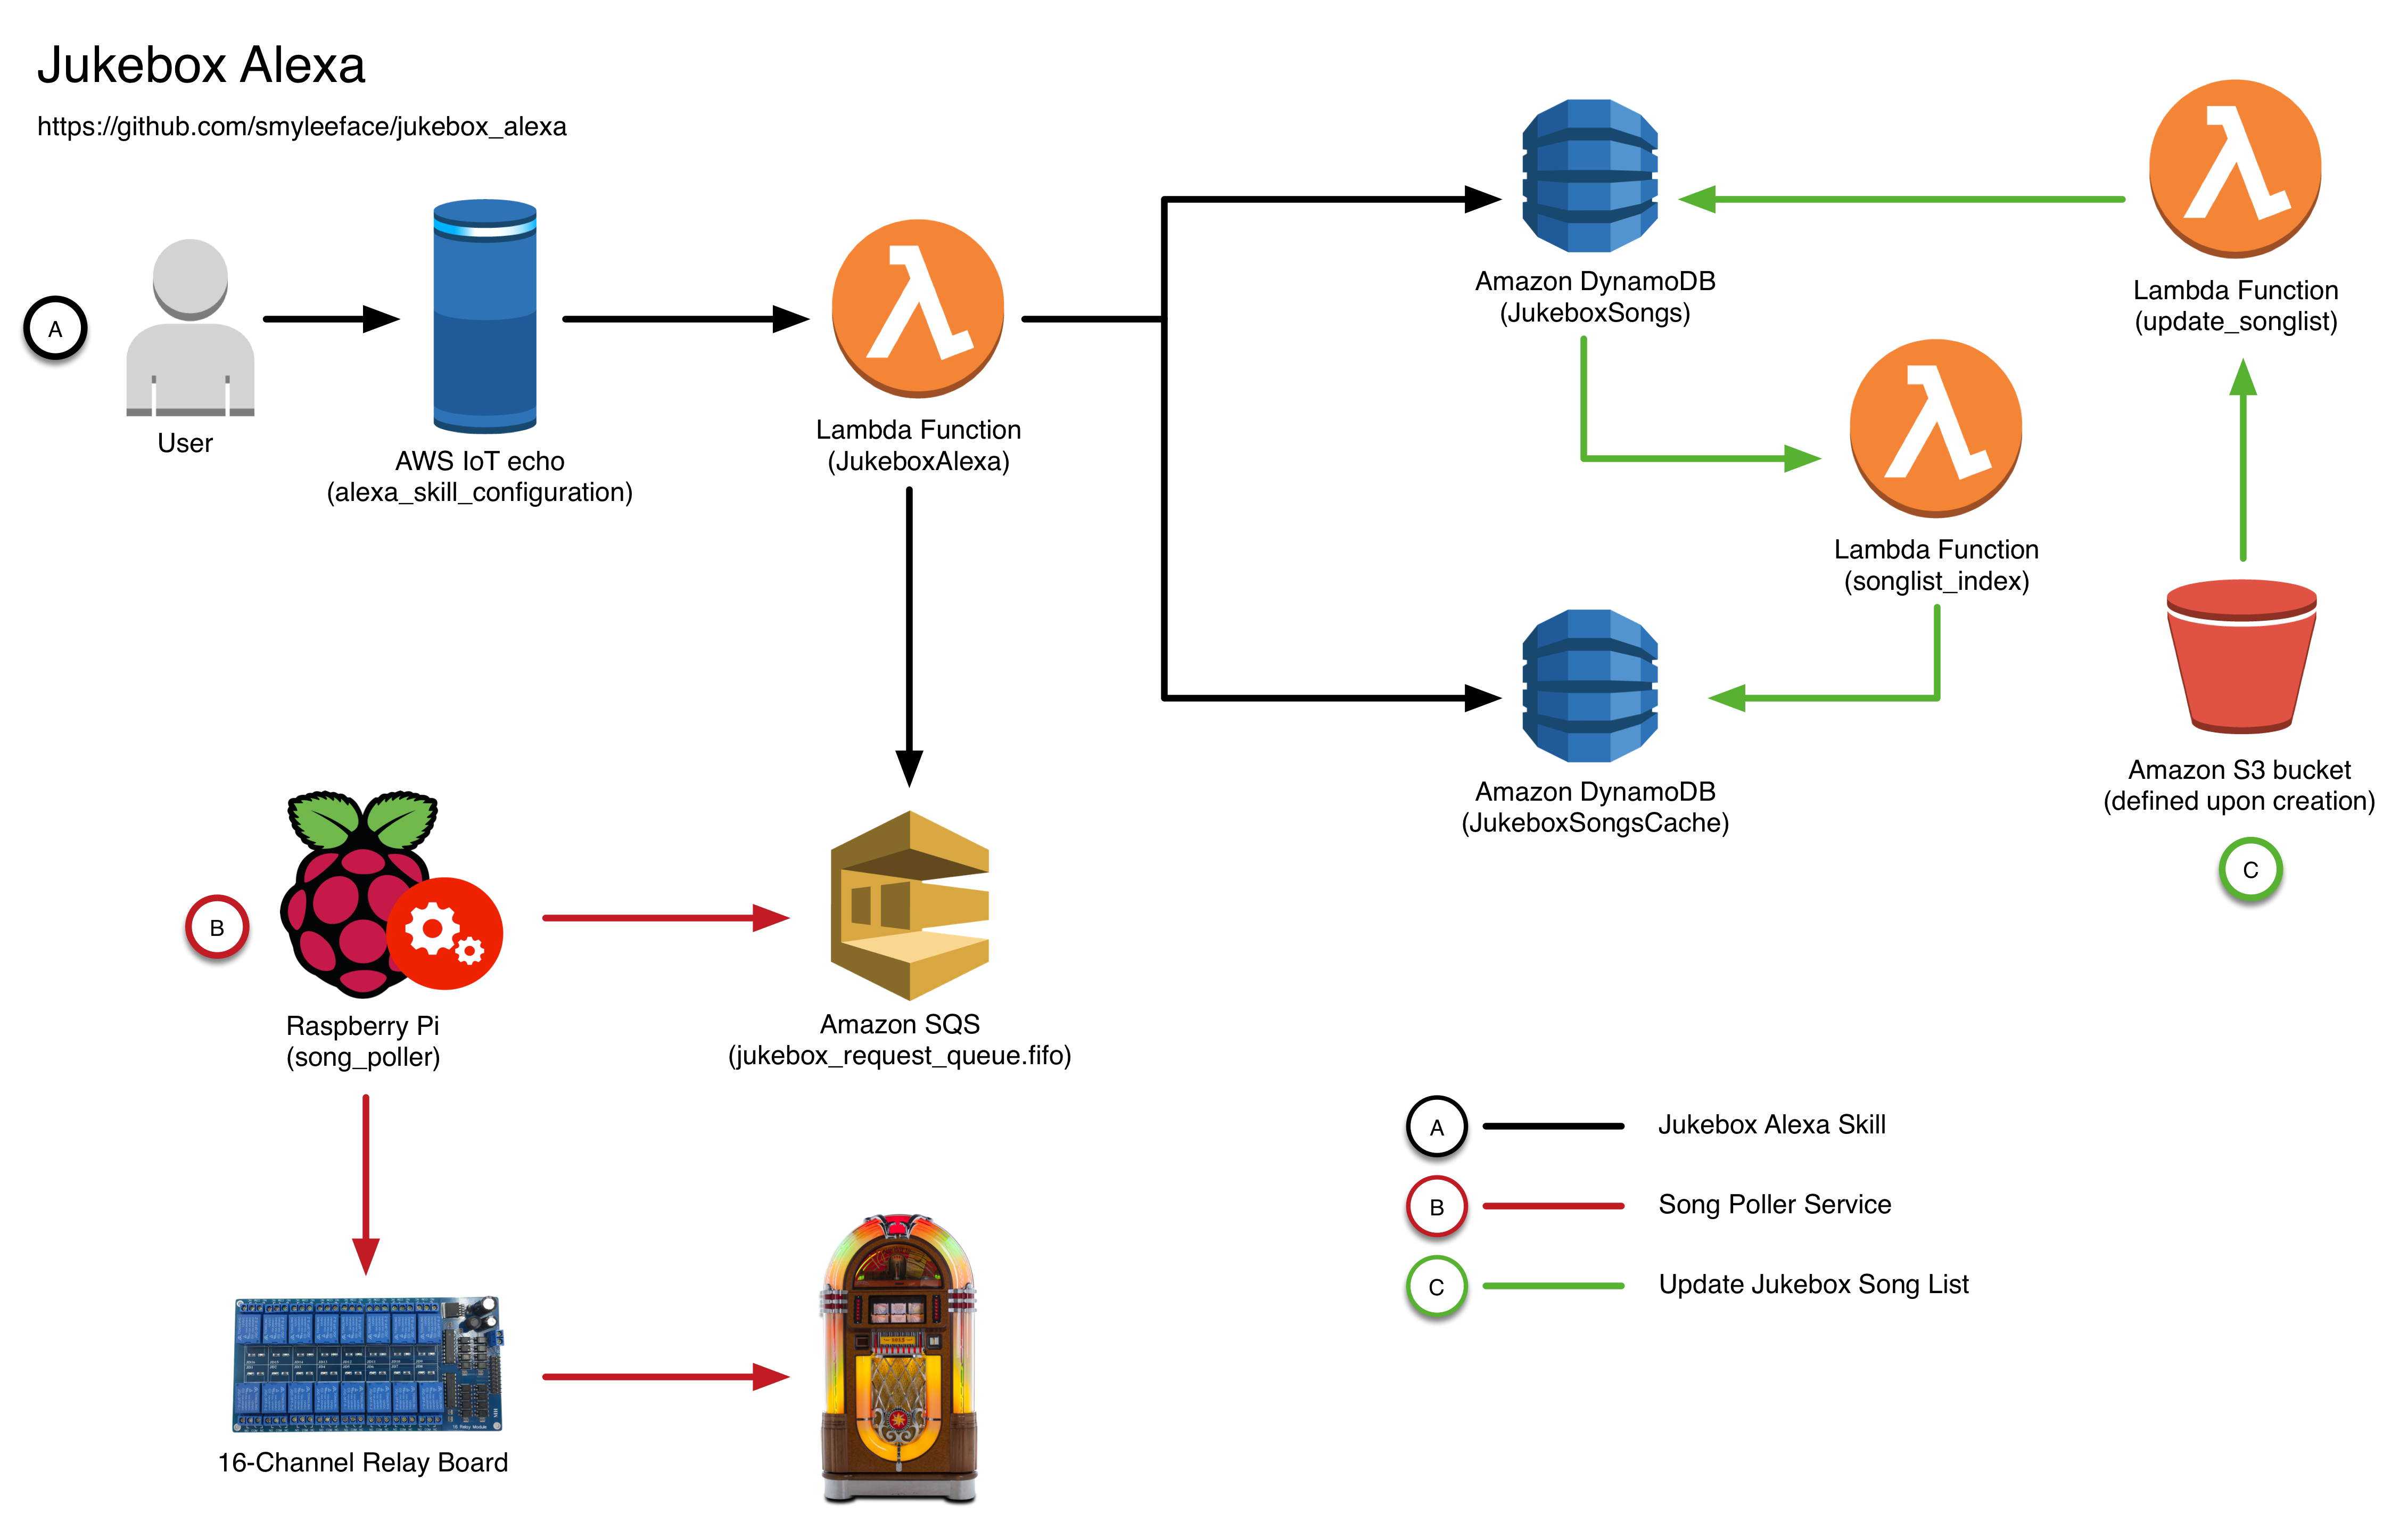 Jukebox Alexa
https://github.com/smyleeface/jukebox_alexa
A
User
AWS IoT echo
(alexa_skill_configuration)
Lambda Function
(JukeboxAlexa)
Amazon DynamoDB
(JukeboxSongs)
Lambda Function
(update_songlist)
Lambda Function
(songlist_index)
Amazon DynamoDB
(JukeboxSongsCache)
Amazon S3 bucket
(defined upon creation)
C
B
Raspberry Pi
(song_poller)
Amazon SQS
(jukebox_request_queue.fifo)
16-Channel Relay Board
A
Jukebox Alexa Skill
B
Song Poller Service
C
Update Jukebox Song List